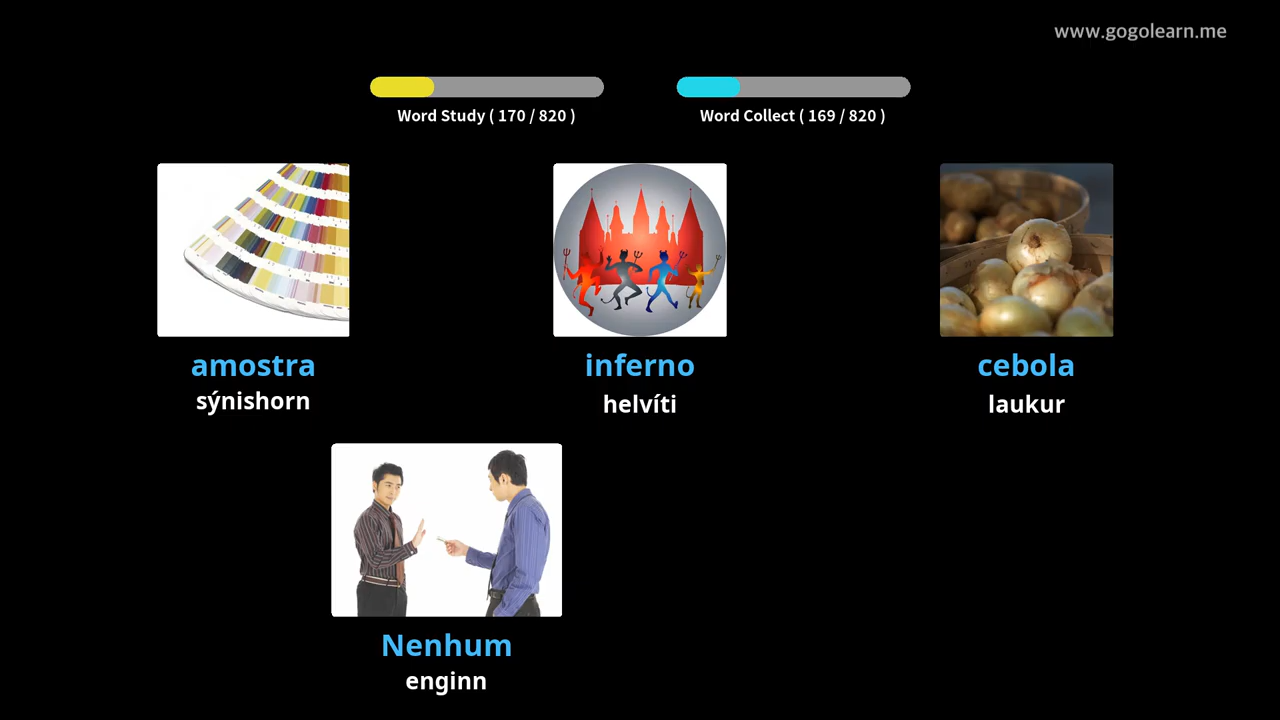 www.gogolearn.me
Word Study ( 170 / 820 )
Word Collect ( 169 / 820 )
amostra
sýnishorn
inferno
helvíti
cebola
laukur
Nenhum
enginn